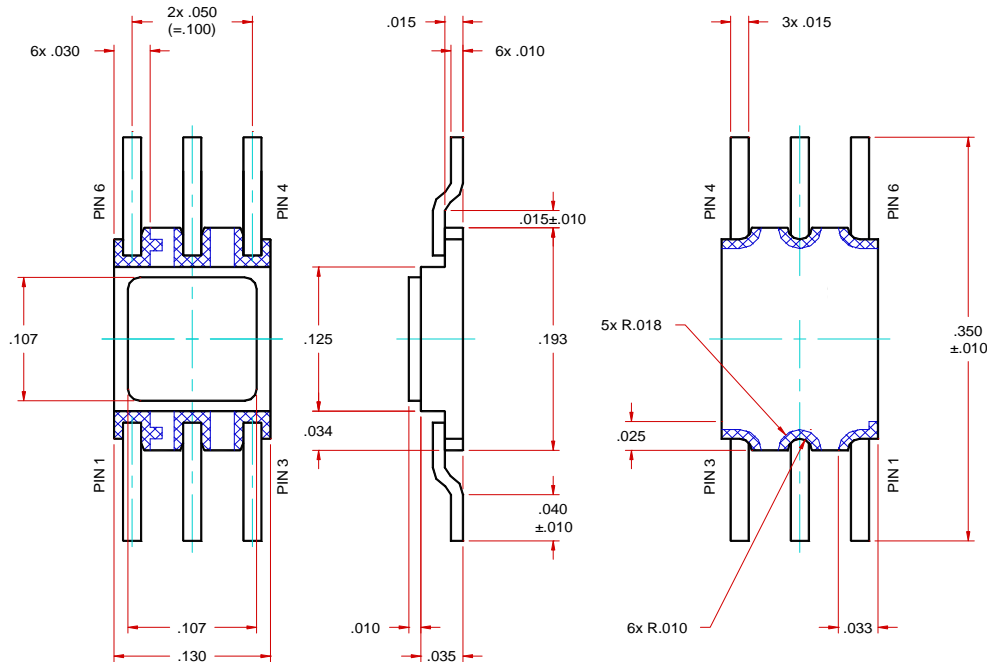 2x .050
(=.100)
6x .030
.015
6x .010
3x .015
PIN 6
PIN 4
PIN 4
PIN 6
.015±.010
.107
.125
.193
5x R.018
.350
±.010
.034
.025
PIN 1
PIN 3
PIN 3
PIN 1
.040
±.010
.107
.010
6x R.010
.033
.130
.035